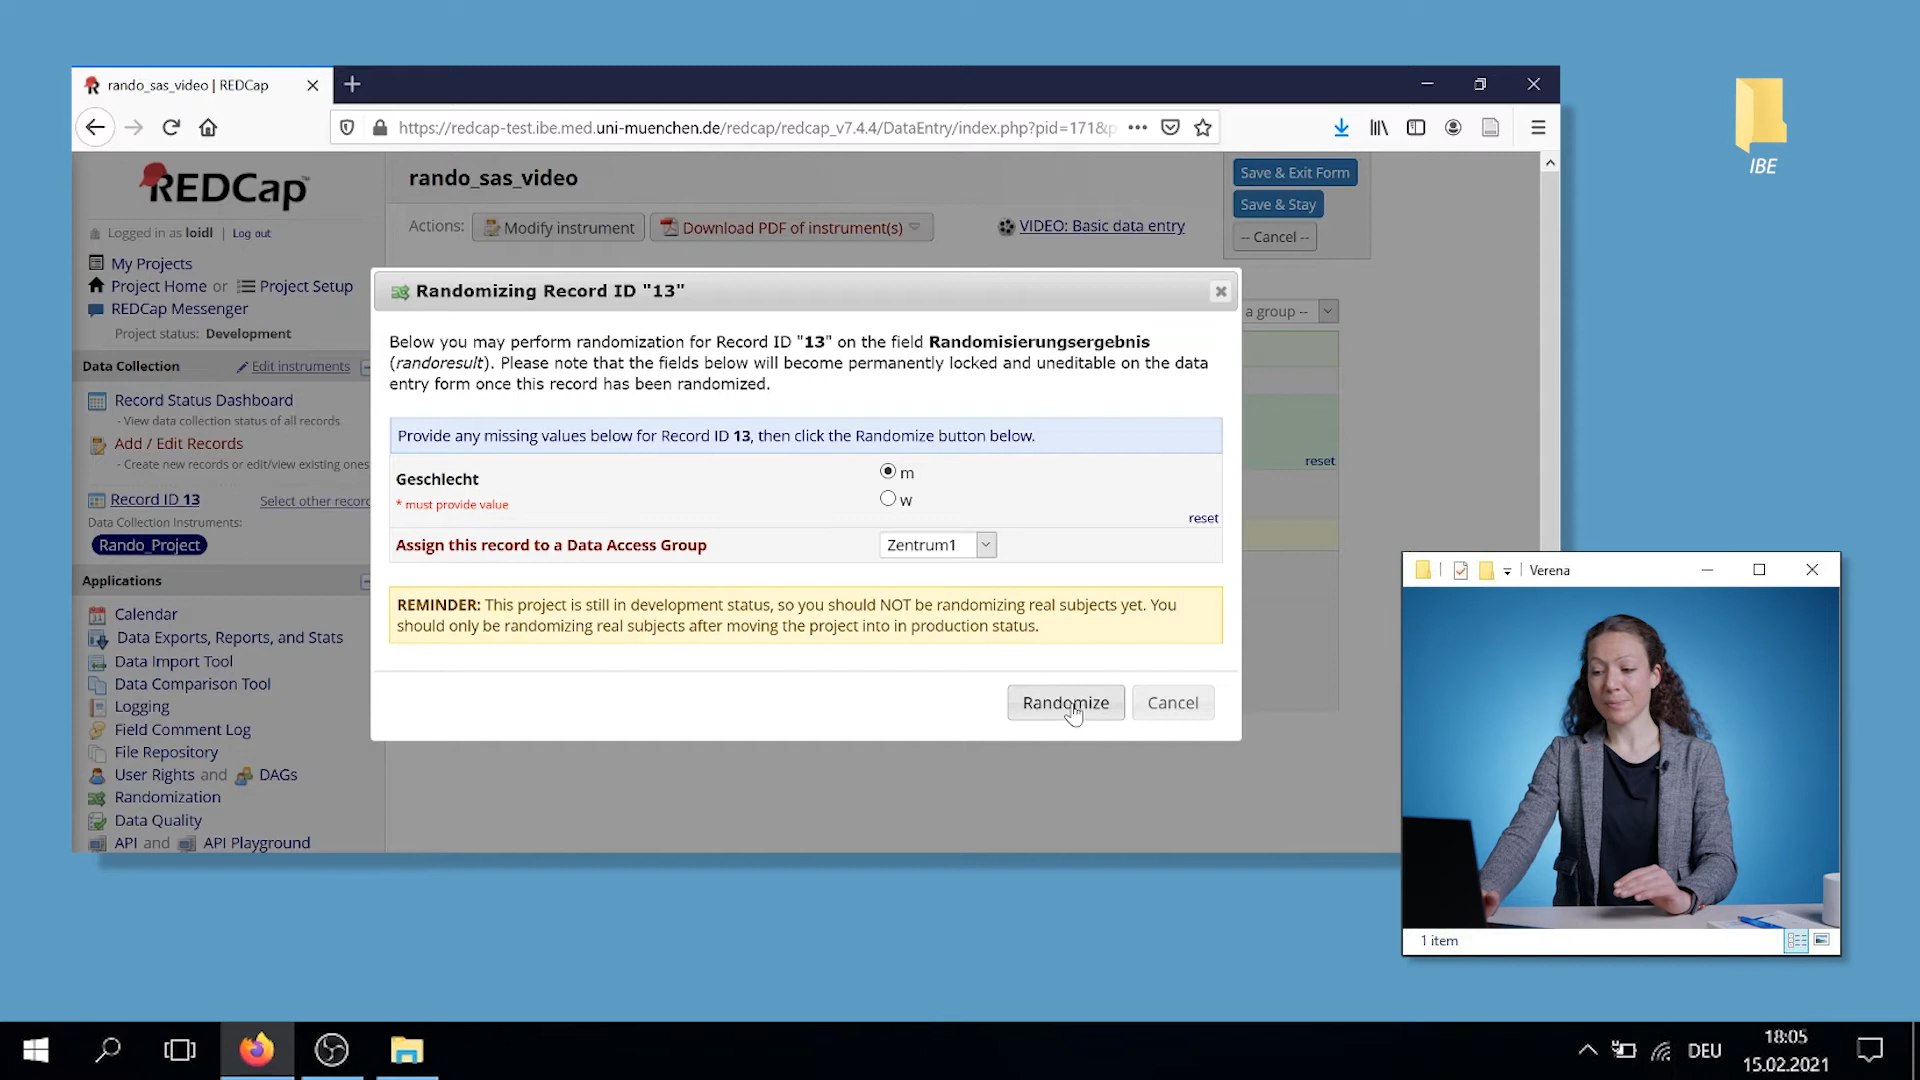 rando_sas_video | REDCap
https://redcap-test.ibe.med.uni-muenchen.de/redcap/redcap_v7.4.4/DataEntry/index.php?pid=171&p
IBE
REDCap
Logged in as loidl | Log out
My Projects
Project Home or Project Setup
REDCap Messenger
Project status: Development
Data Collection Edit instruments
Record Status Dashboard
- View data collection status of all records
Add / Edit Records
- Create new records or edit/view existing ones
Record ID 13 Select other record
Data Collection Instruments:
Rando_Project
Applications
Calendar
Data Exports, Reports, and Stats
Data Import Tool
Data Comparison Tool
Logging
Field Comment Log
File Repository
User Rights and DAGs
Randomization
Data Quality
API and API Playground
rando_sas_video
Actions: Modify instrument Download PDF of instrument(s) VIDEO: Basic data entry
Save & Exit Form
Save & Stay
-- Cancel --
a group --
reset
Randomizing Record ID "13"
Below you may perform randomization for Record ID "13" on the field Randomisierungsergebnis
(randoresult). Please note that the fields below will become permanently locked and uneditable on the data
entry form once this record has been randomized.
Provide any missing values below for Record ID 13, then click the Randomize button below.
Geschlecht
* must provide value
m
w
reset
Assign this record to a Data Access Group Zentrum1
REMINDER: This project is still in development status, so you should NOT be randomizing real subjects yet. You
should only be randomizing real subjects after moving the project into in production status.
Randomize Cancel
Verena
1 item
DEU
18:05
15.02.2021